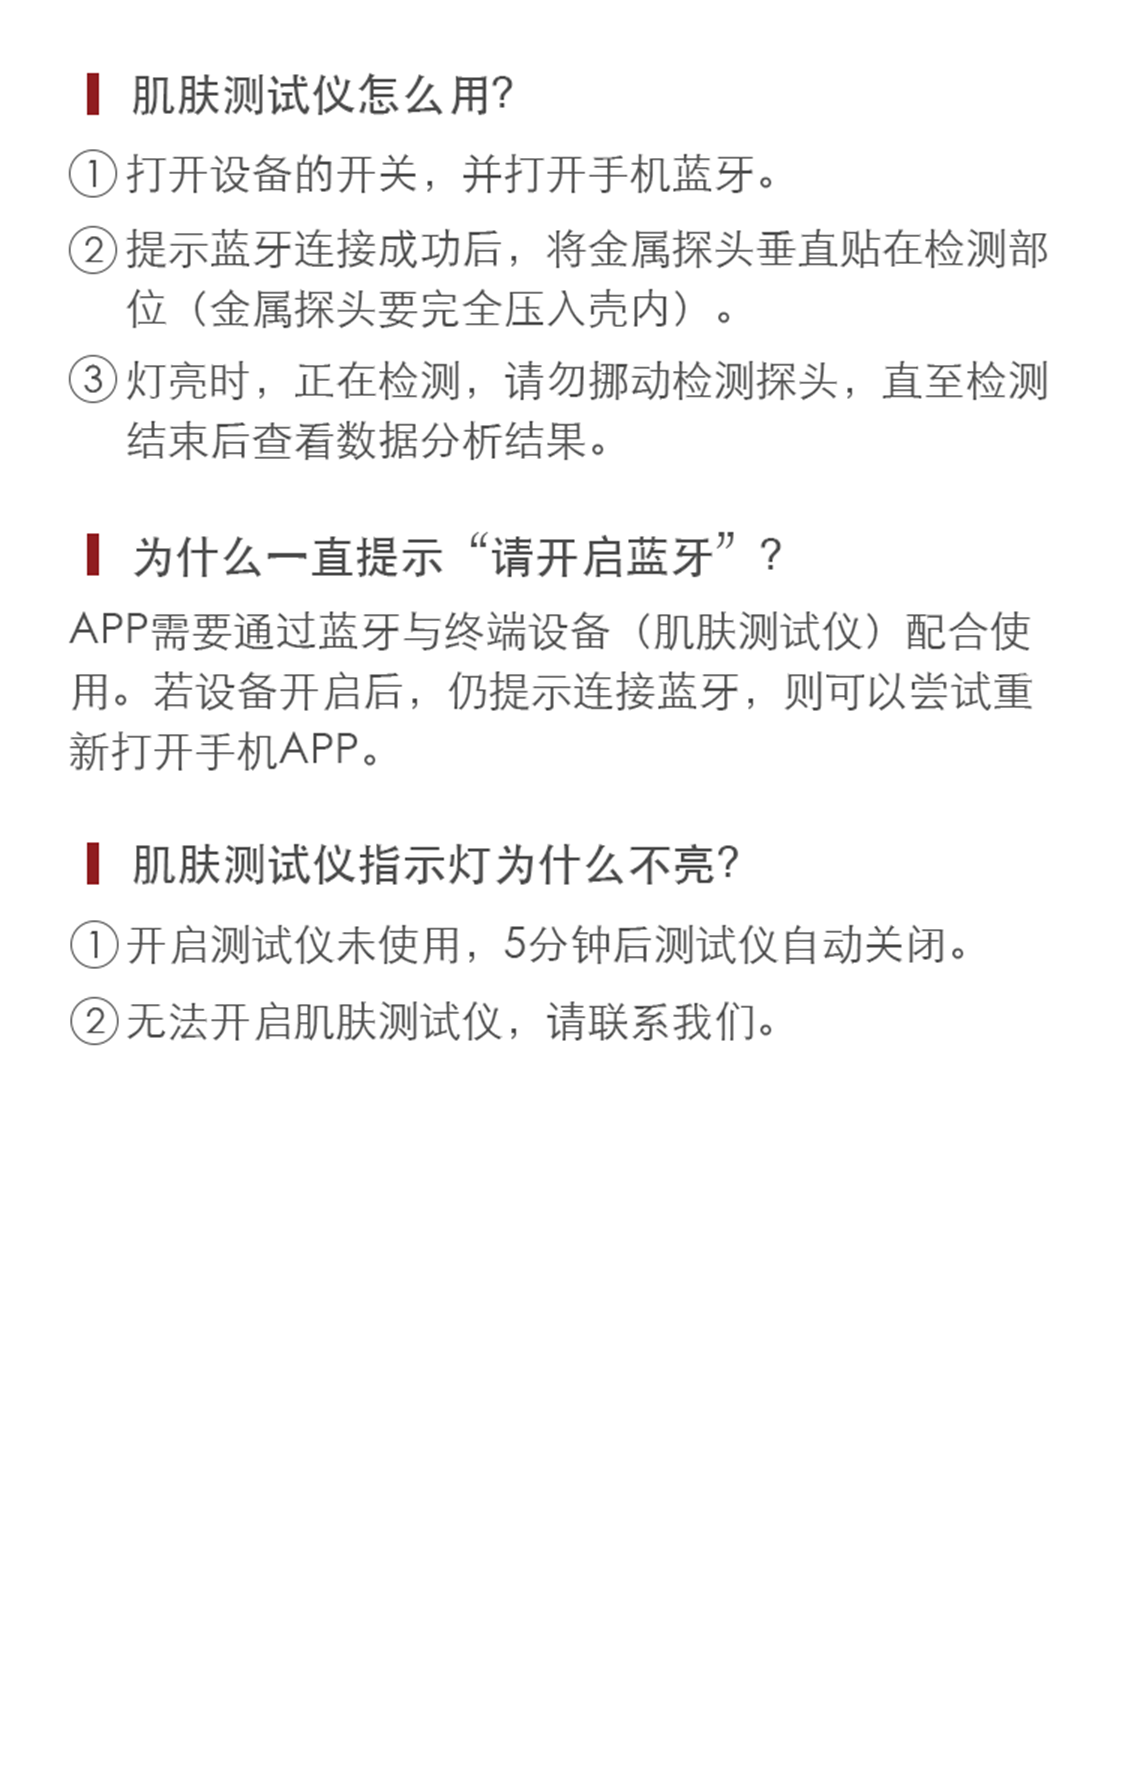 肌肤测试仪怎么用?
①打开设备的开关，并打开手机蓝牙。
②提示蓝牙连接成功后，将金属探头垂直贴在检测部
位（金属探头要完全压入壳内）。
③灯亮时，正在检测，请勿挪动检测探头，直至检测
结束后查看数据分析结果。
为什么一直提示“请开启蓝牙”?
APP需要通过蓝牙与终端设备（肌肤测试仪）配合使
用。若设备开启后，仍提示连接蓝牙，则可以尝试重
新打开手机APP。
肌肤测试仪指示灯为什么不亮?
①开启测试仪未使用，5分钟后测试仪自动关闭。
②无法开启肌肤测试仪，请联系我们。